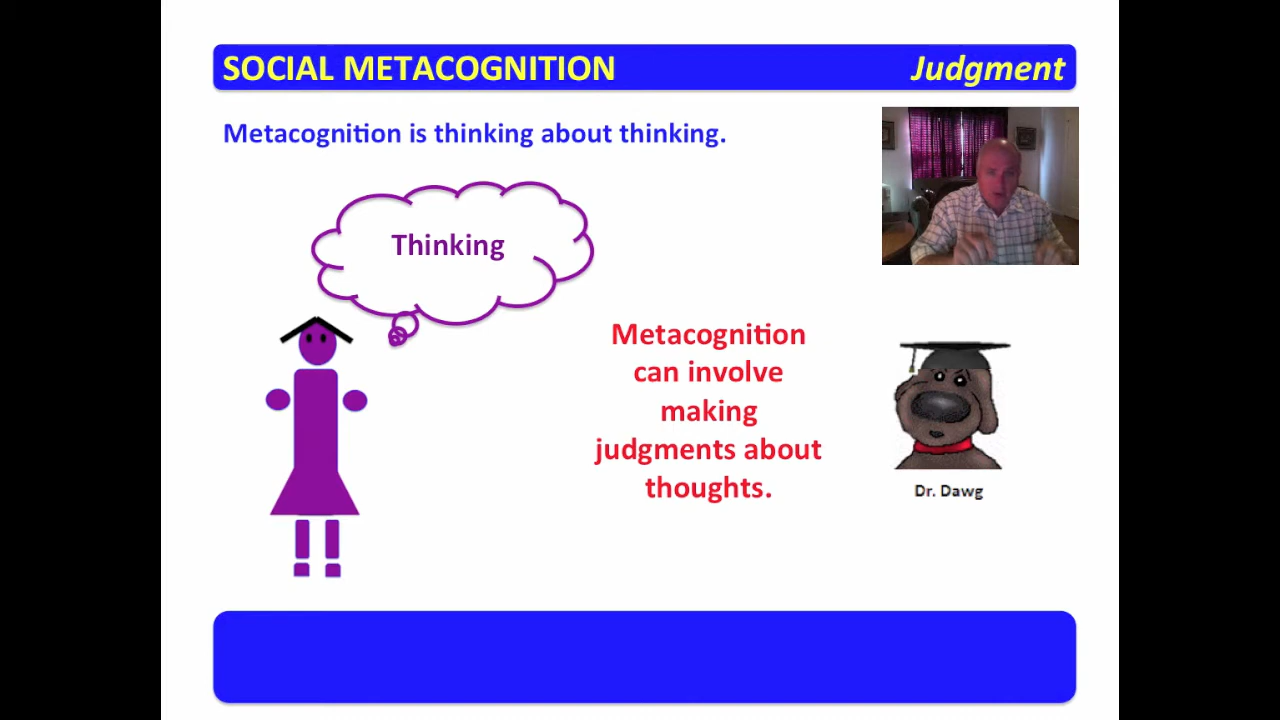 SOCIAL METACOGNITION Judgment
Metacognition is thinking about thinking.
Thinking
Metacognition
can involve
making
judgments about
thoughts.
Dr. Dawg